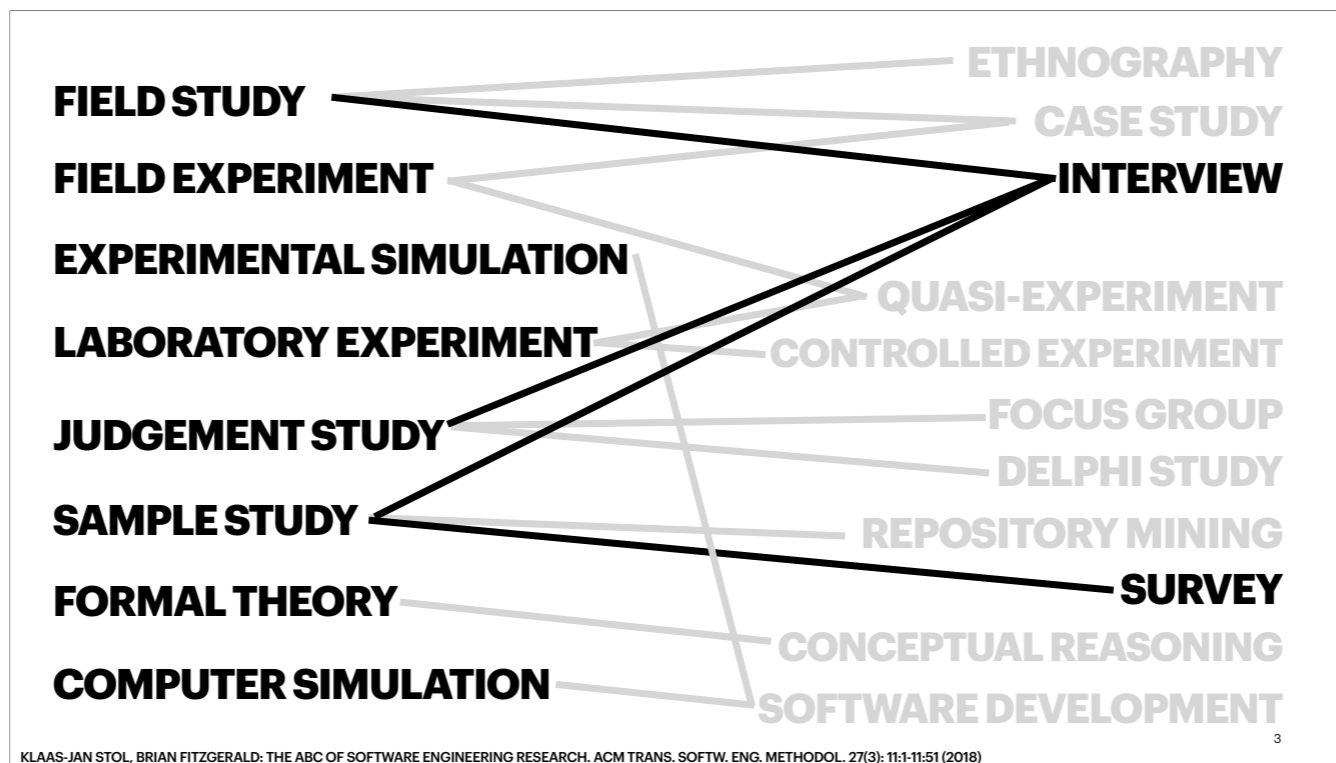 FIELD STUDY
FIELD EXPERIMENT
EXPERIMENTAL SIMULATION
LABORATORY EXPERIMENT
JUDGEMENT STUDY
SAMPLE STUDY
FORMAL THEORY
COMPUTER SIMULATION
ETHNOGRAPHY
CASE STUDY
INTERVIEW
QUASI-EXPERIMENT
CONTROLLED EXPERIMENT
FOCUS GROUP
DELPHI STUDY
REPOSITORY MINING
SURVEY
CONCEPTUAL REASONING
SOFTWARE DEVELOPMENT
3
KLAAS-JAN STOL, BRIAN FITZGERALD: THE ABC OF SOFTWARE ENGINEERING RESEARCH. ACM TRANS. SOFTW. ENG. METHODOL. 27(3): 11:1-11:51 (2018)